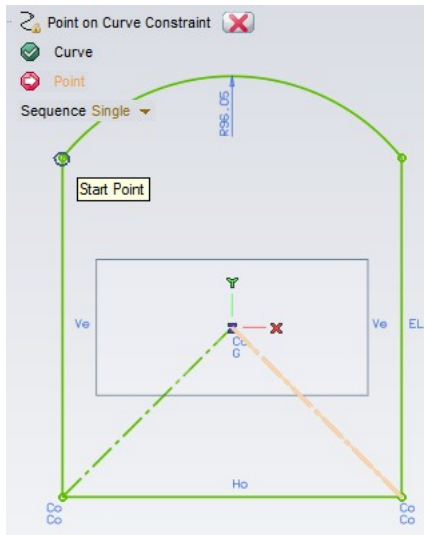 Point on Curve Constraint
Curve
Point
Sequence Single
R96.05
Start Point
Y
X
Ve
Co
G
Ve
EL
Ho
Co
Co
Co
Co